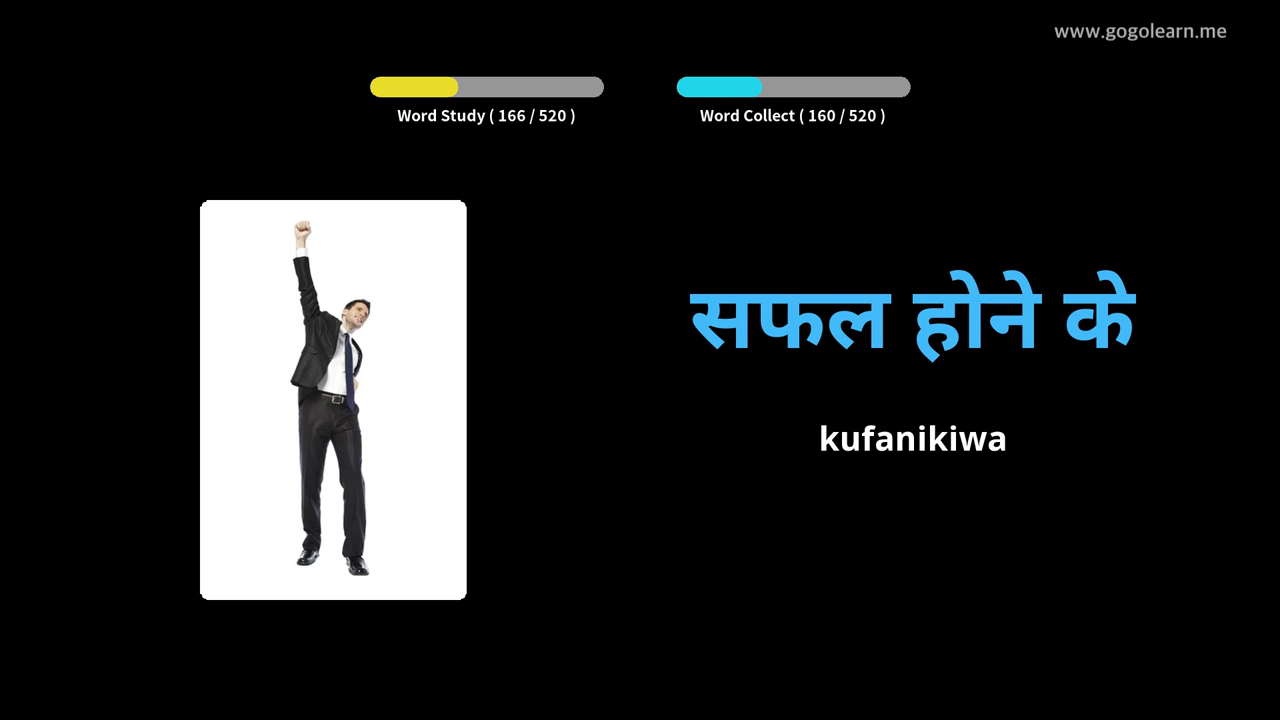 www.gogolearn.me
Word Study ( 166 / 520 )
Word Collect ( 160 / 520 )
सफल होने के
kufanikiwa